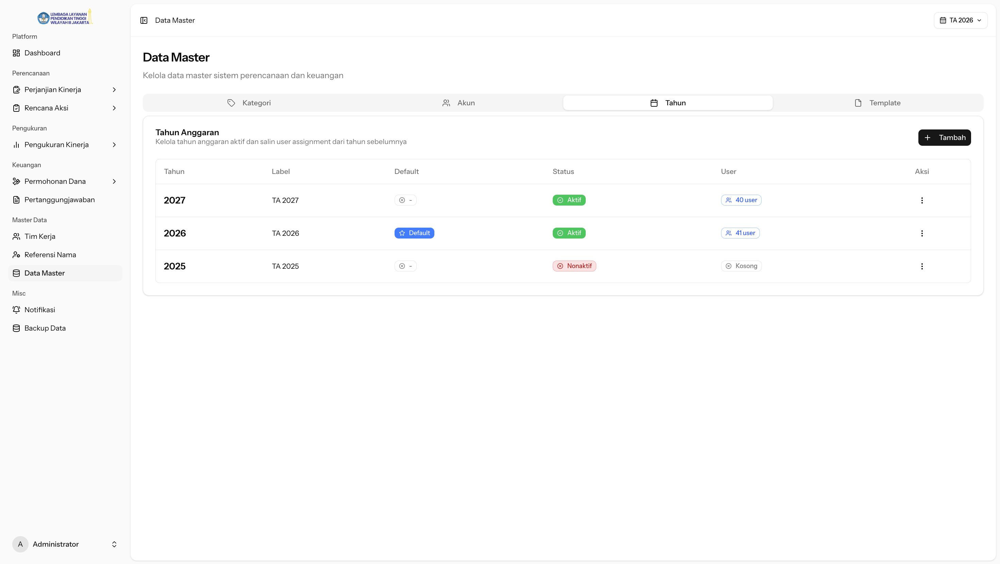 LEMBAGA LAYANAN
PENDIDIKAN TINGGI
WILAYAH III JAKARTA
Platform
Dashboard
Perencanaan
Perjanjian Kinerja
Rencana Aksi
Pengukuran
Pengukuran Kinerja
Keuangan
Permohonan Dana
Pertanggungjawaban
Master Data
Tim Kerja
Referensi Nama
Data Master
Misc
Notifikasi
Backup Data
A Administrator
Data Master
TA 2026
Data Master
Kelola data master sistem perencanaan dan keuangan
Kategori Akun Tahun Template
Tahun Anggaran
Kelola tahun anggaran aktif dan salin user assignment dari tahun sebelumnya
Tambah
Tahun Label Default Status User Aksi
2027 TA 2027 - Aktif 40 user
2026 TA 2026 Default Aktif 41 user
2025 TA 2025 - Nonaktif Kosong